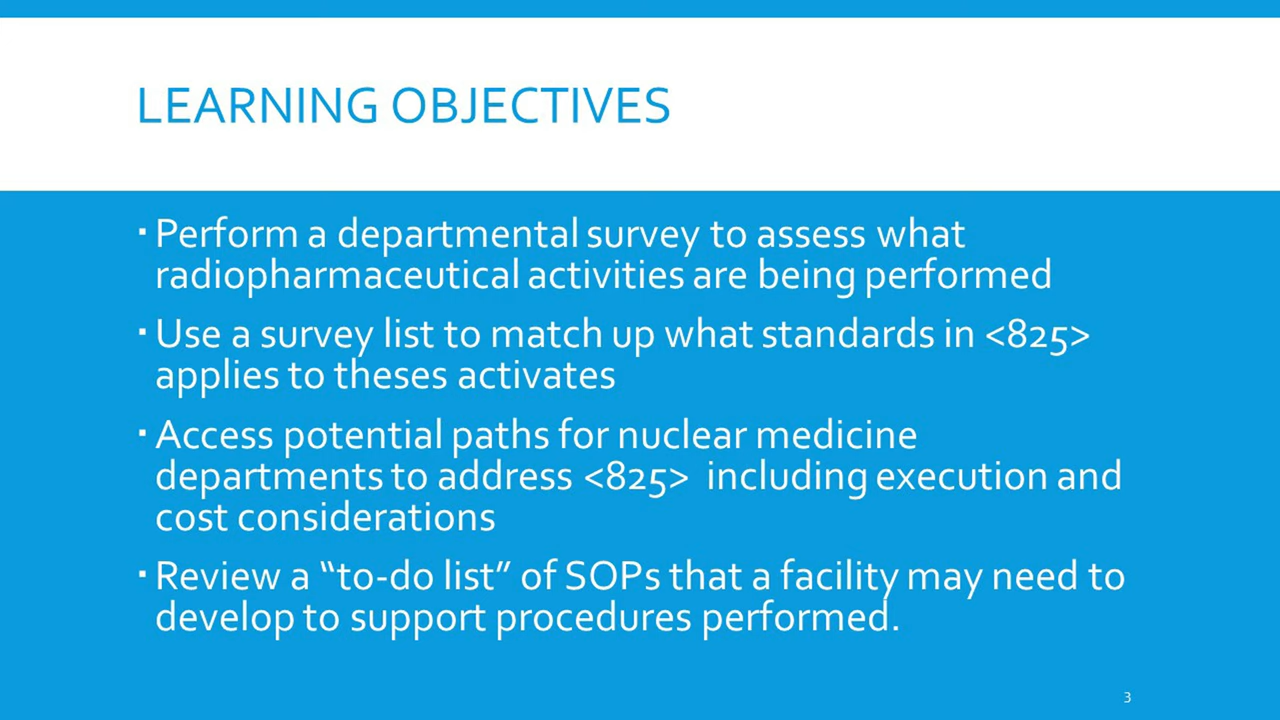 LEARNING OBJECTIVES
▪ Perform a departmental survey to assess what
radiopharmaceutical activities are being performed
▪ Use a survey list to match up what standards in <825>
applies to theses activates
▪ Access potential paths for nuclear medicine
departments to address <825> including execution and
cost considerations
▪ Review a “to-do list” of SOPs that a facility may need to
develop to support procedures performed.
3